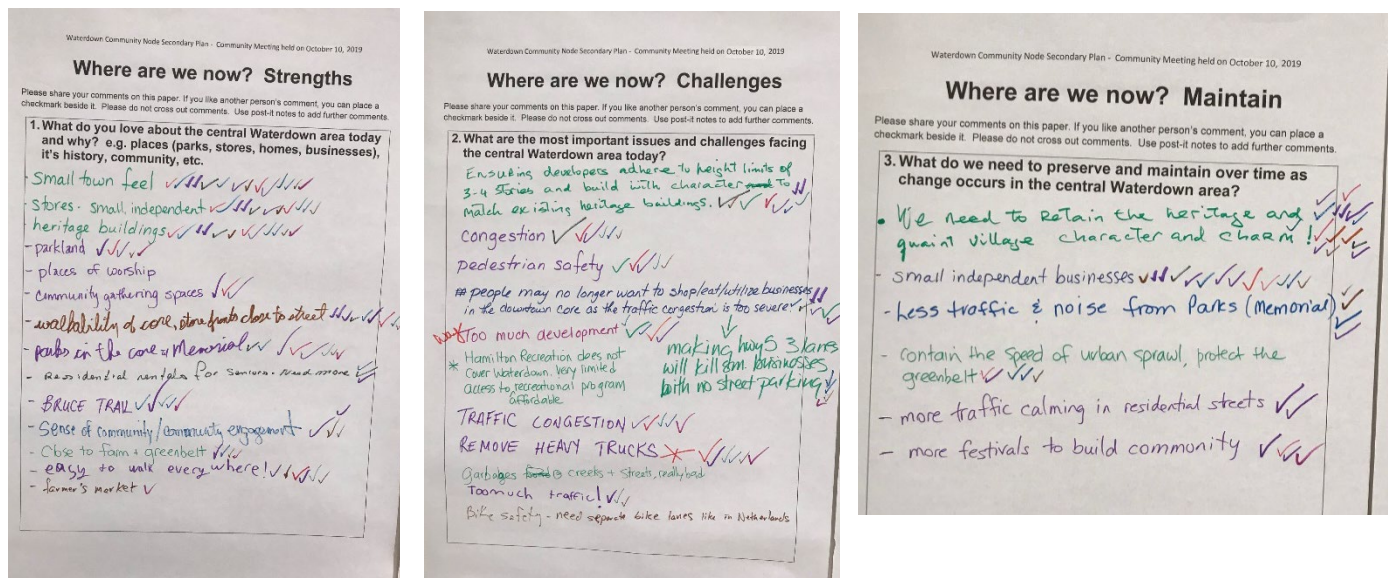 Waterdown Community Node Secondary Plan - Community Meeting held on October 10, 2019
Where are we now? Strengths
Please share your comments on this paper. If you like another person's comment, you can place a
checkmark beside it. Please do not cross out comments. Use post-it notes to add further comments.
1. What do you love about the central Waterdown area today
and why? e.g. places (parks, stores, homes, businesses),
it's history, community, etc.
- Small town feel
- stores - small, independent
- heritage buildings
- parkland
- places of worship
- Community gathering spaces
- walkability of core, storefronts close to street
- parks in the core - Memorial
- Residential rentals for Seniors. Need more
- BRUCE TRAIL
- Sense of community/community engagement
- Close to farm + greenbelt
- easy to walk everywhere!
- farmer's market
Waterdown Community Node Secondary Plan - Community Meeting held on October 10, 2019
Where are we now? Challenges
Please share your comments on this paper. If you like another person's comment, you can place a
checkmark beside it. Please do not cross out comments. Use post-it notes to add further comments.
2. What are the most important issues and challenges facing
the central Waterdown area today?
Ensuring developers adhere to height limits of
3-4 stories and build with character To
match existing heritage buildings.
congestion
pedestrian safety
# people may no longer want to shop/eat/utilize businesses
in the downtown core as the traffic congestion is too severe
Too much development
* Hamilton Recreation does not
cover Waterdown. Very limited
access to recreational program
affordable
making hwy 5 3 lanes
will kill sm. businesses
with no street parking
TRAFFIC CONGESTION
REMOVE HEAVY TRUCKS
Garbages creeks + streets, really bad
Too much traffic!
Bike safety - need separate bike lanes like in Netherlands
Waterdown Community Node Secondary Plan - Community Meeting held on October 10, 2019
Where are we now? Maintain
Please share your comments on this paper. If you like another person's comment, you can place a
checkmark beside it. Please do not cross out comments. Use post-it notes to add further comments.
3. What do we need to preserve and maintain over time as
change occurs in the central Waterdown area?
• We need to retain the heritage and
quaint village character and charm!
- small independent businesses
- Less traffic & noise from Parks (Memorial)
- contain the speed of urban sprawl, protect the
greenbelt
- more traffic calming in residential streets
- more festivals to build community